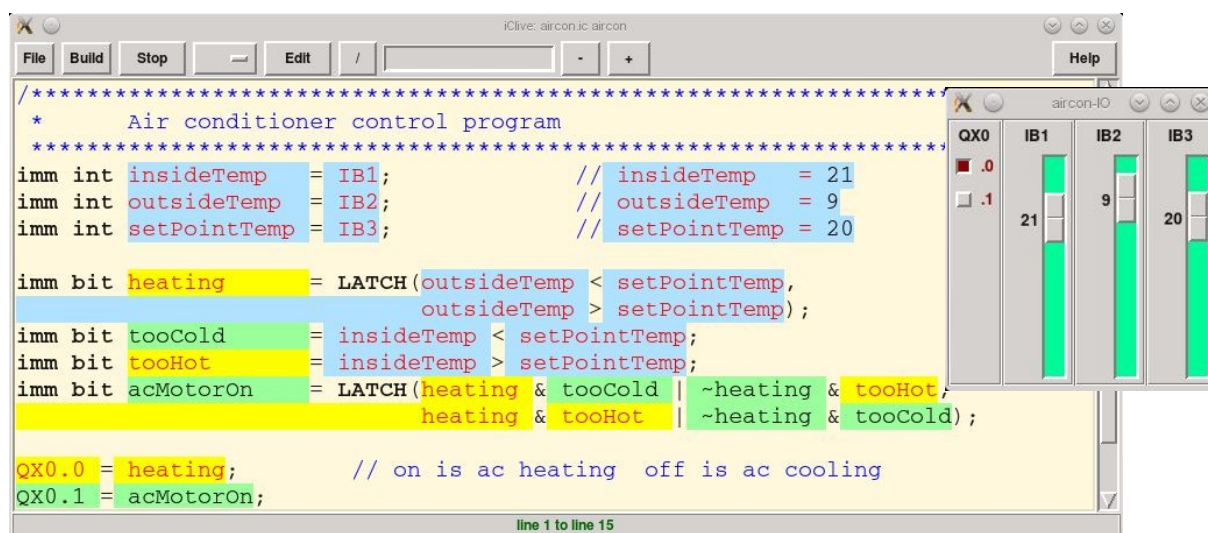 iClive: aircon.ic aircon
File Build Stop Edit / - + Help
/*******************************************************************
*       Air conditioner control program
*******************************************************************
imm int insideTemp   = IB1;                // insideTemp   = 21
imm int outsideTemp  = IB2;                // outsideTemp  = 9
imm int setPointTemp = IB3;                // setPointTemp = 20
imm bit heating      = LATCH(outsideTemp < setPointTemp,
                             outsideTemp > setPointTemp);
imm bit tooCold      = insideTemp < setPointTemp;
imm bit tooHot       = insideTemp > setPointTemp;
imm bit acMotorOn    = LATCH(heating & tooCold | ~heating & tooHot,
                             heating & tooHot  | ~heating & tooCold);
QX0.0 = heating;        // on is ac heating  off is ac cooling
QX0.1 = acMotorOn;
line 1 to line 15
aircon-IO
QX0 IB1 IB2 IB3
.0
.1
21 9 20